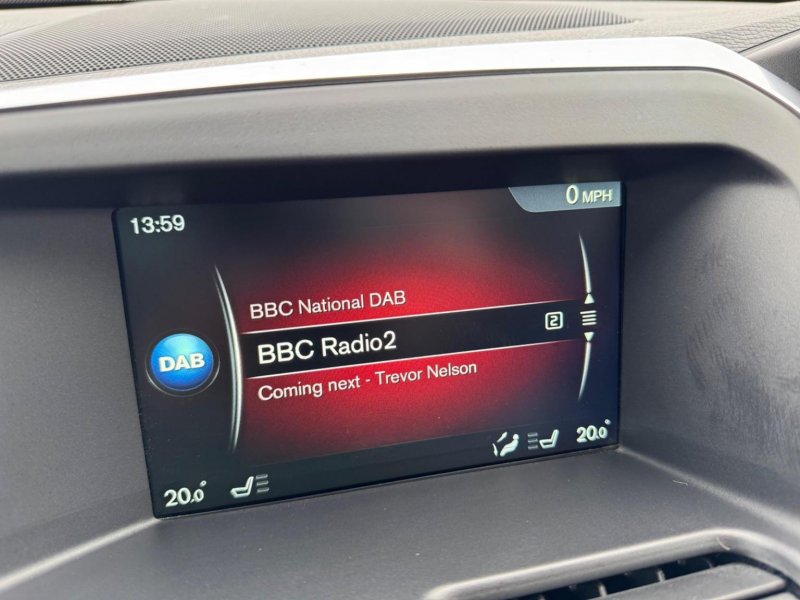 0 MPH
13:59
BBC National DAB
DAB
BBC Radio2
2
Coming next - Trevor Nelson
20.0°
20.0°